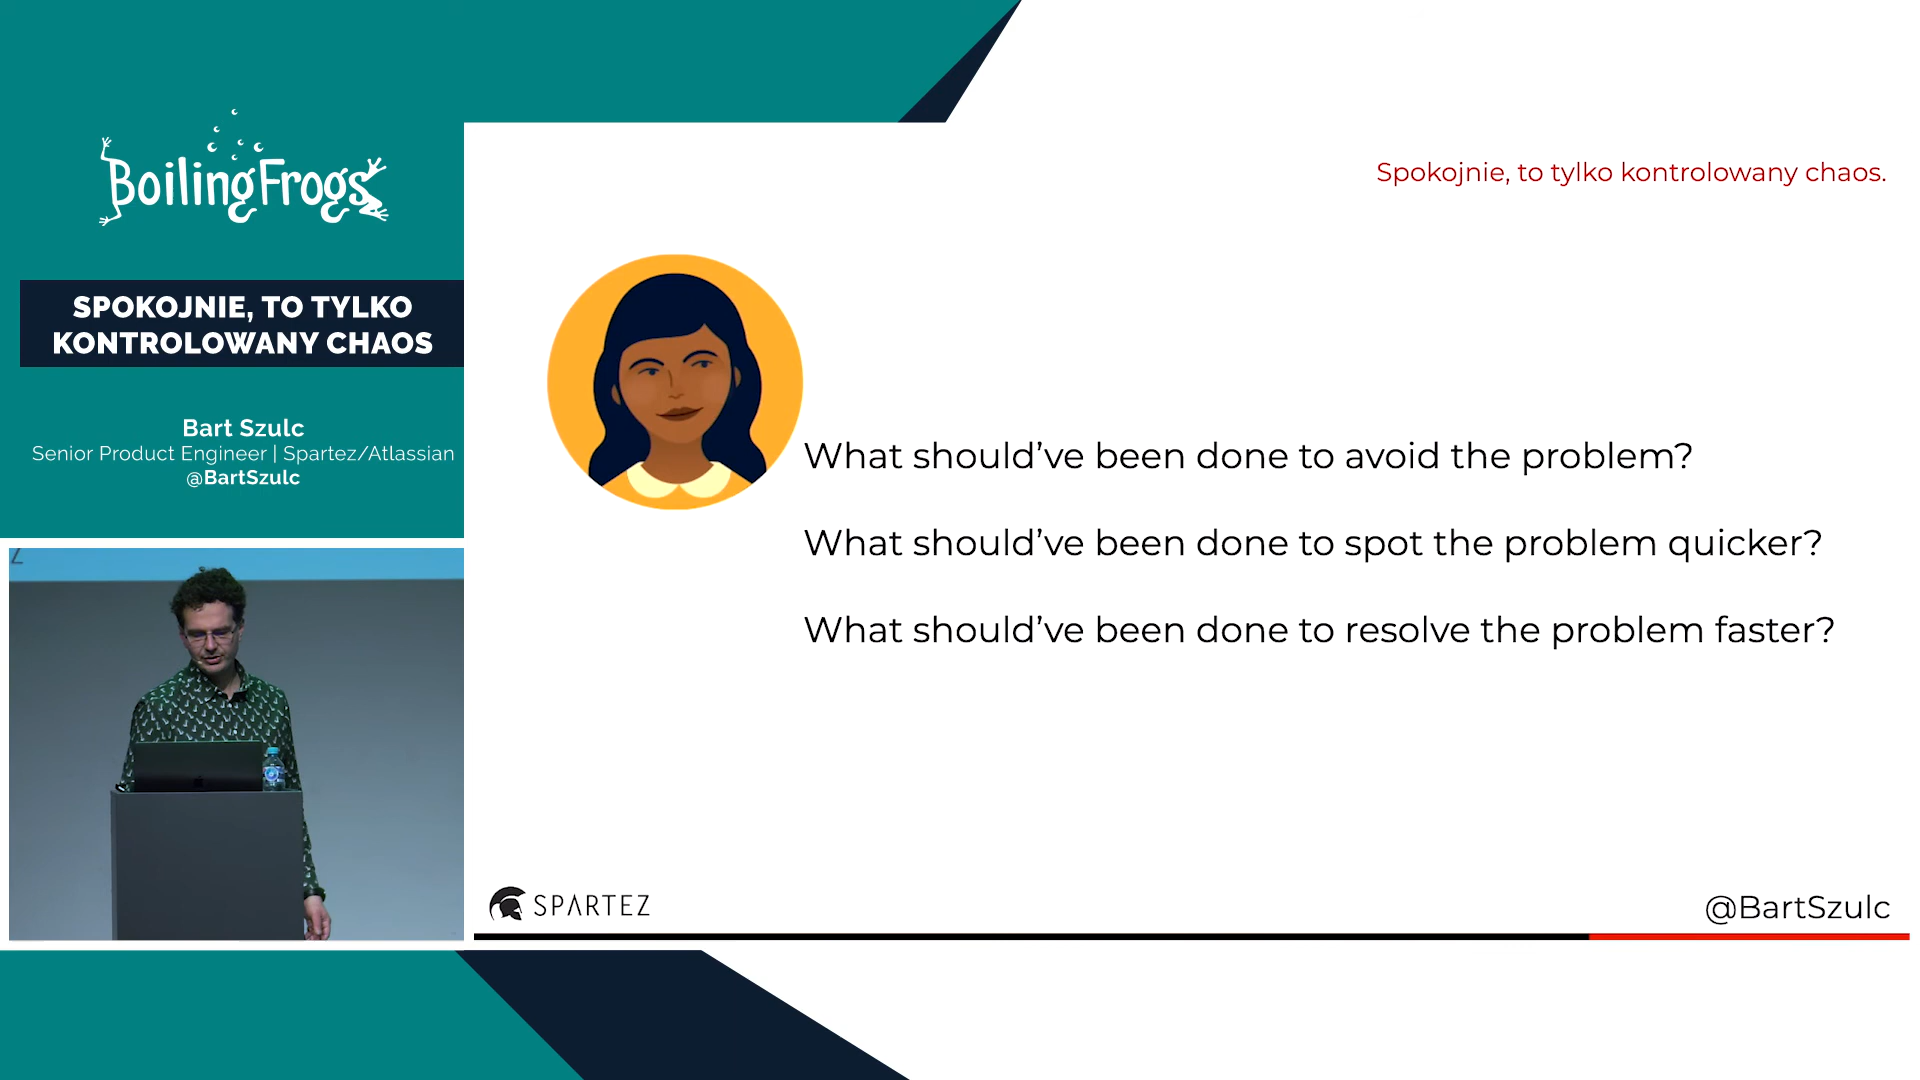 BoilingFrogs
SPOKOJNIE, TO TYLKO
KONTROLOWANY CHAOS
Bart Szulc
Senior Product Engineer | Spartez/Atlassian
@BartSzulc
Spokojnie, to tylko kontrolowany chaos.
What should’ve been done to avoid the problem?
What should’ve been done to spot the problem quicker?
What should’ve been done to resolve the problem faster?
SPARTEZ
@BartSzulc